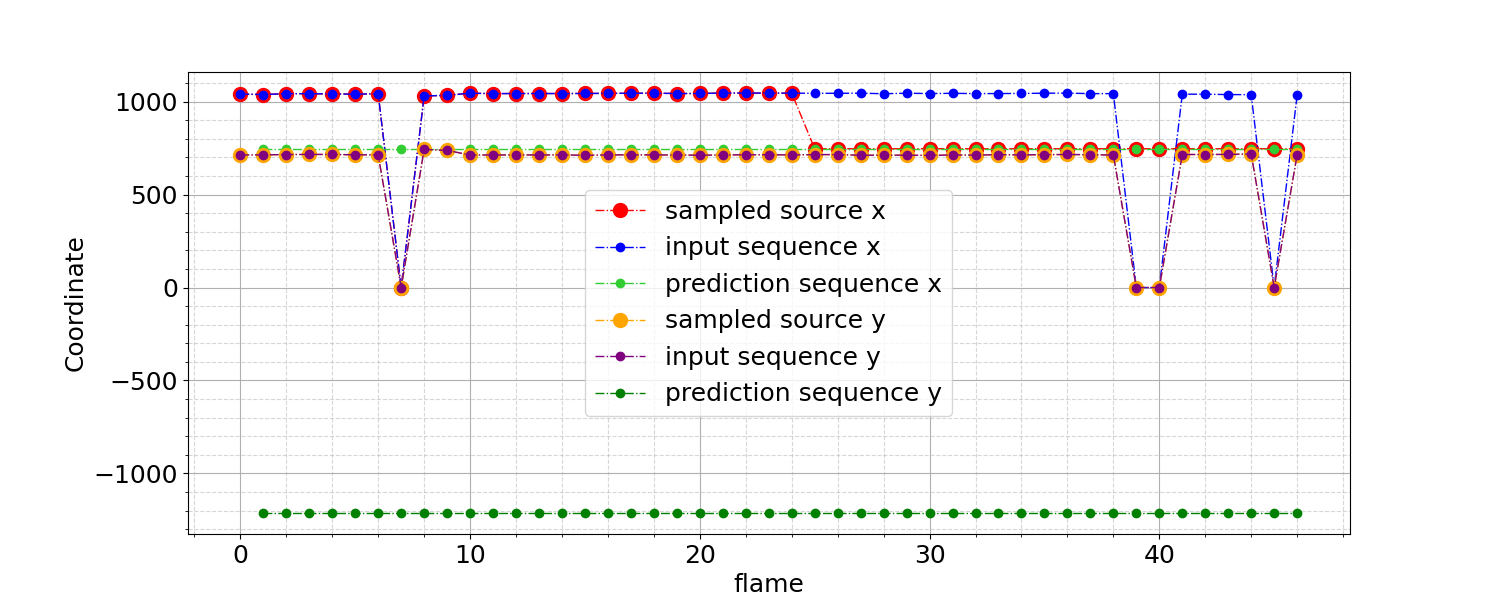 1000
500
0
−500
−1000
Coordinate
sampled source x
input sequence x
prediction sequence x
sampled source y
input sequence y
prediction sequence y
0 10 20 30 40
flame